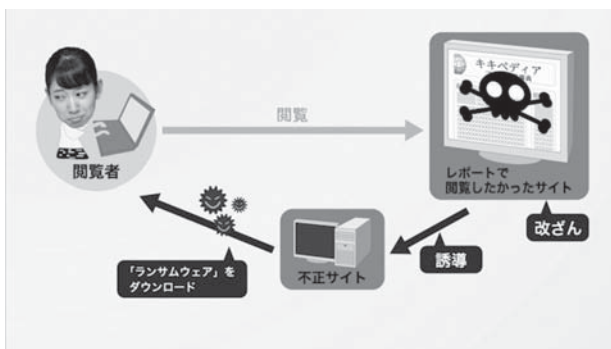 閲覧
キキペディア
閲覧者
レポートで
閲覧したかったサイト
改ざん
誘導
不正サイト
「ランサムウェア」を
ダウンロード